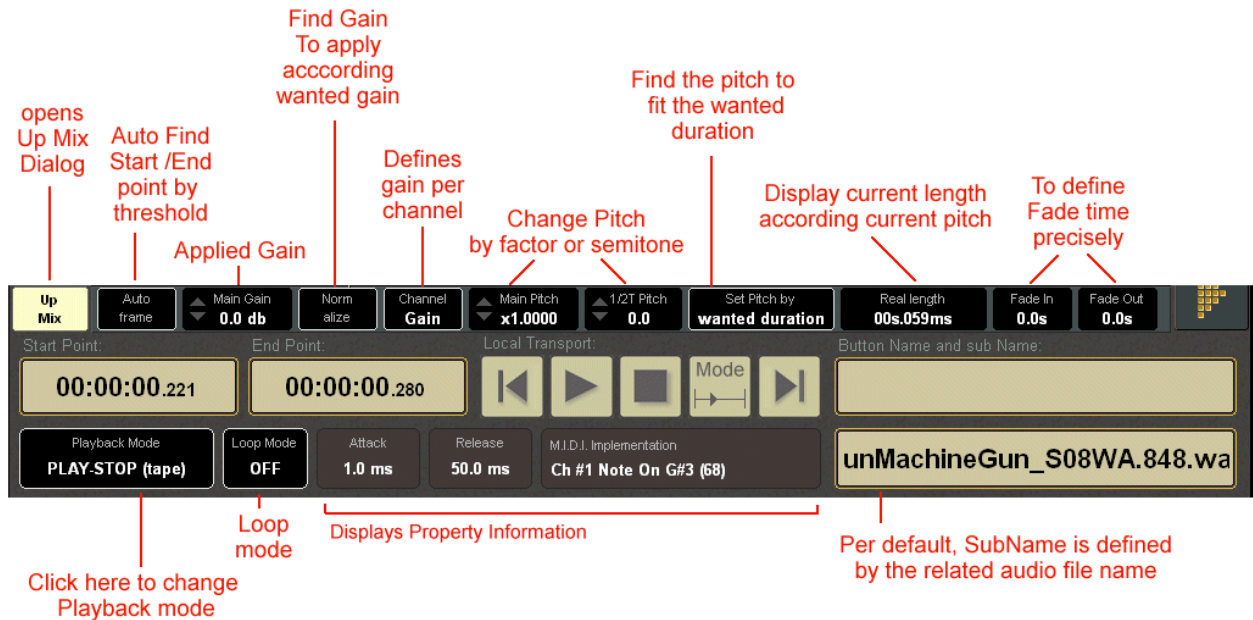 Find Gain
To apply
acccording
wanted gain
opens
Up Mix
Dialog
Auto Find
Start /End
point by
threshold
Applied Gain
Defines
gain per
channel
Change Pitch
by factor or semitone
Find the pitch to
fit the wanted
duration
Display current length
according current pitch
To define
Fade time
precisely
Up
Mix
Auto
frame
Main Gain
0.0 db
Norm
alize
Channel
Gain
Main Pitch
x1.0000
1/2T Pitch
0.0
Set Pitch by
wanted duration
Real length
00s.059ms
Fade In
0.0s
Fade Out
0.0s
Start Point:
End Point:
Local Transport:
Button Name and sub Name:
00:00:00.221
00:00:00.280
Mode
Playback Mode
PLAY-STOP (tape)
Loop Mode
OFF
Attack
1.0 ms
Release
50.0 ms
M.I.D.I. Implementation
Ch #1 Note On G#3 (68)
unMachineGun_S08WA.848.wa
Click here to change
Playback mode
Loop
mode
Displays Property Information
Per default, SubName is defined
by the related audio file name